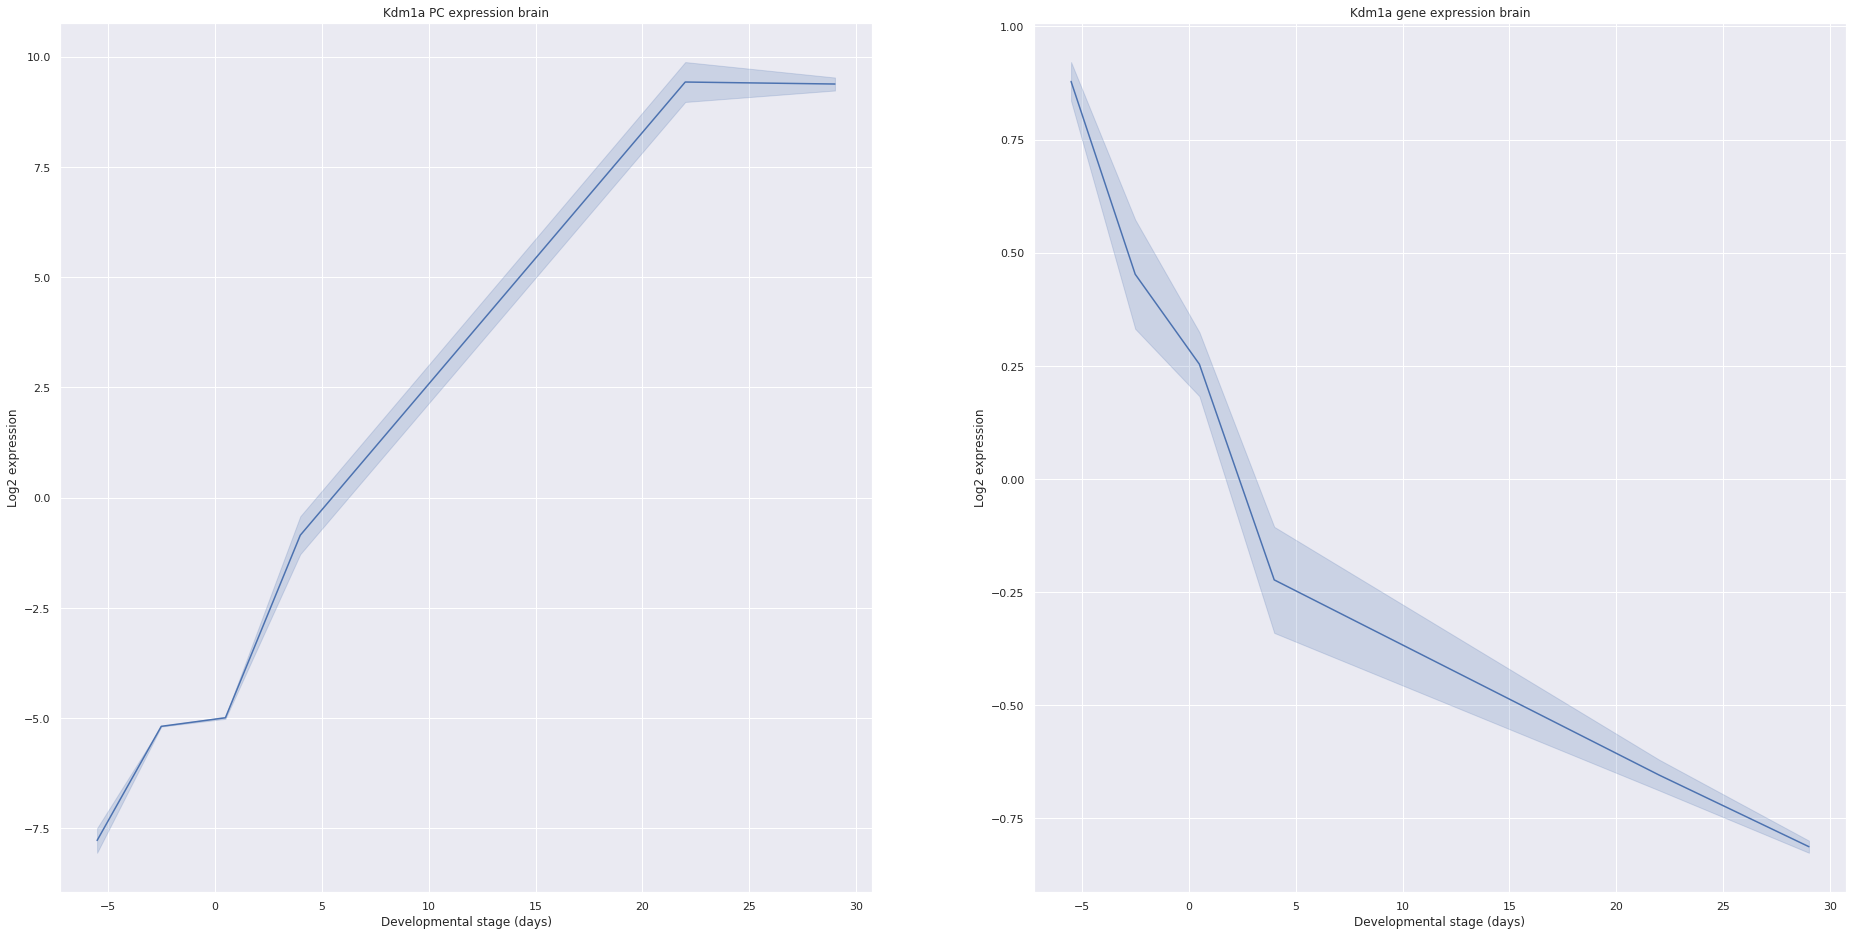 Kdm1a PC expression brain
10.0
7.5
5.0
2.5
0.0
−2.5
−5.0
−7.5
Log2 expression
−5 0 5 10 15 20 25 30
Developmental stage (days)
Kdm1a gene expression brain
1.00
0.75
0.50
0.25
0.00
−0.25
−0.50
−0.75
Log2 expression
−5 0 5 10 15 20 25 30
Developmental stage (days)